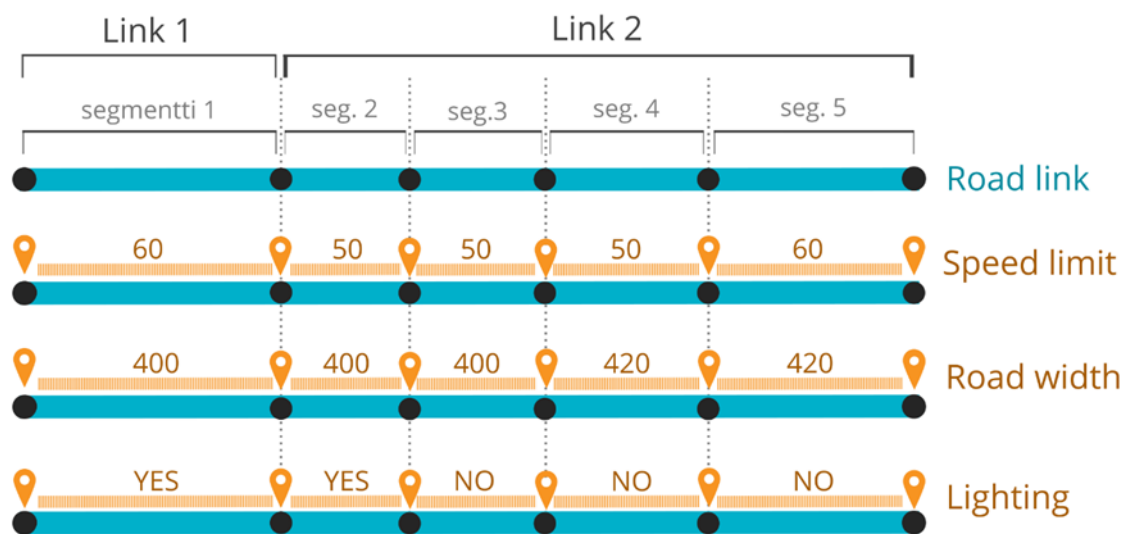 Link 1 Link 2
segmentti 1 seg. 2 seg.3 seg. 4 seg. 5
Road link
60 50 50 50 60 Speed limit
400 400 400 420 420 Road width
YES YES NO NO NO Lighting